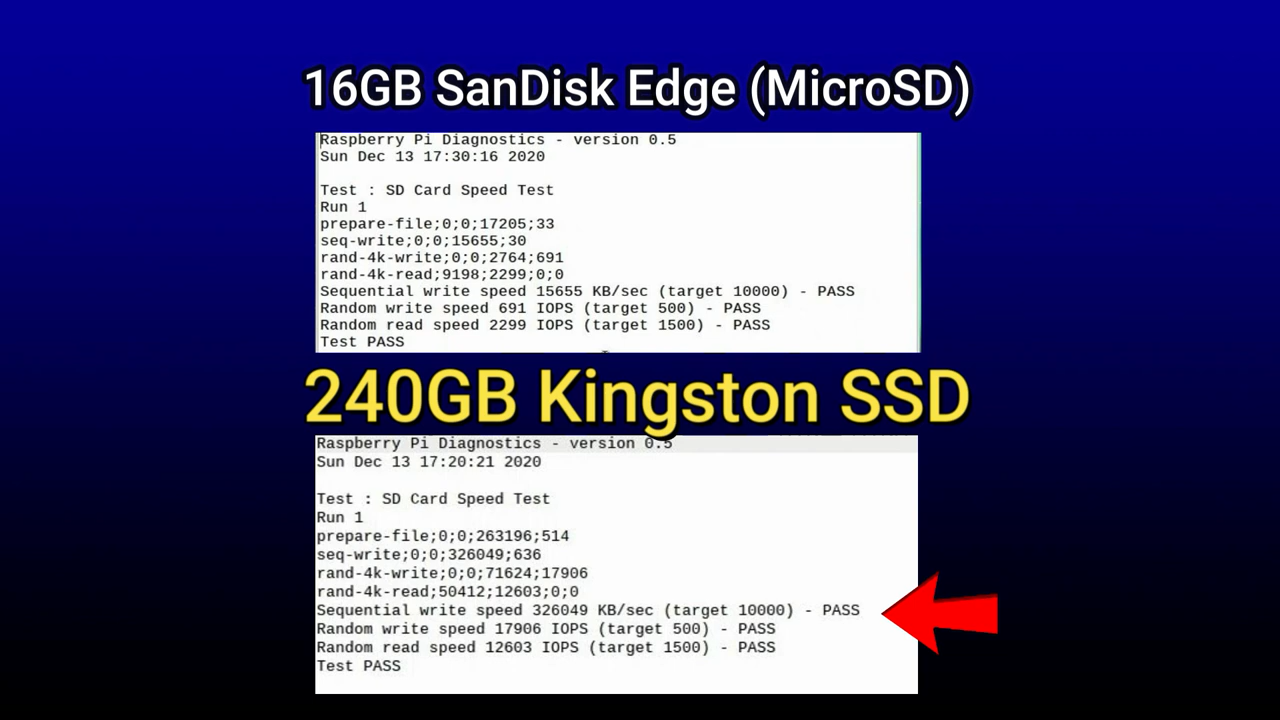 16GB SanDisk Edge (MicroSD)
Raspberry Pi Diagnostics - version 0.5
Sun Dec 13 17:30:16 2020
Test : SD Card Speed Test
Run 1
prepare-file;0;0;17205;33
seq-write;0;0;15655;30
rand-4k-write;0;0;2764;691
rand-4k-read;9198;2299;0;0
Sequential write speed 15655 KB/sec (target 10000) - PASS
Random write speed 691 IOPS (target 500) - PASS
Random read speed 2299 IOPS (target 1500) - PASS
Test PASS
240GB Kingston SSD
Raspberry Pi Diagnostics - version 0.5
Sun Dec 13 17:20:21 2020
Test : SD Card Speed Test
Run 1
prepare-file;0;0;263196;514
seq-write;0;0;326049;636
rand-4k-write;0;0;71624;17906
rand-4k-read;50412;12603;0;0
Sequential write speed 326049 KB/sec (target 10000) - PASS
Random write speed 17906 IOPS (target 500) - PASS
Random read speed 12603 IOPS (target 1500) - PASS
Test PASS